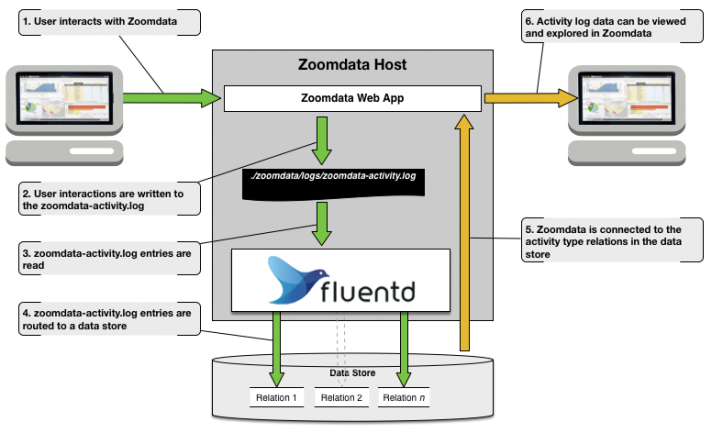 1. User interacts with Zoomdata
6. Activity log data can be viewed
and explored in Zoomdata
Zoomdata Host
Zoomdata Web App
./zoomdata/logs/zoomdata-activity.log
2. User interactions are written to
the zoomdata-activity.log
3. zoomdata-activity.log entries are
read
5. Zoomdata is connected to the
activity type relations in the data
store
fluentd
4. zoomdata-activity.log entries are
routed to a data store
Data Store
Relation 1
Relation 2
Relation n